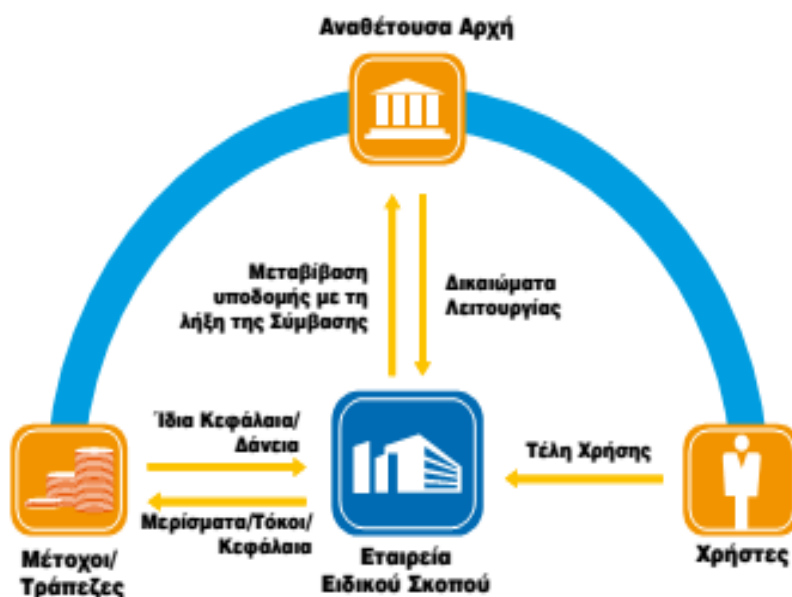 Αναθέτουσα Αρχή
Μεταβίβαση
υποδομής με τη
λήξη της Σύμβασης
Δικαιώματα
Λειτουργίας
Ίδια Κεφάλαια/
Δάνεια
Τέλη Χρήσης
Μερίσματα/Τόκοι/
Κεφάλαια
Μέτοχοι/
Τράπεζες
Εταιρεία
Ειδικού Σκοπού
Χρήστες